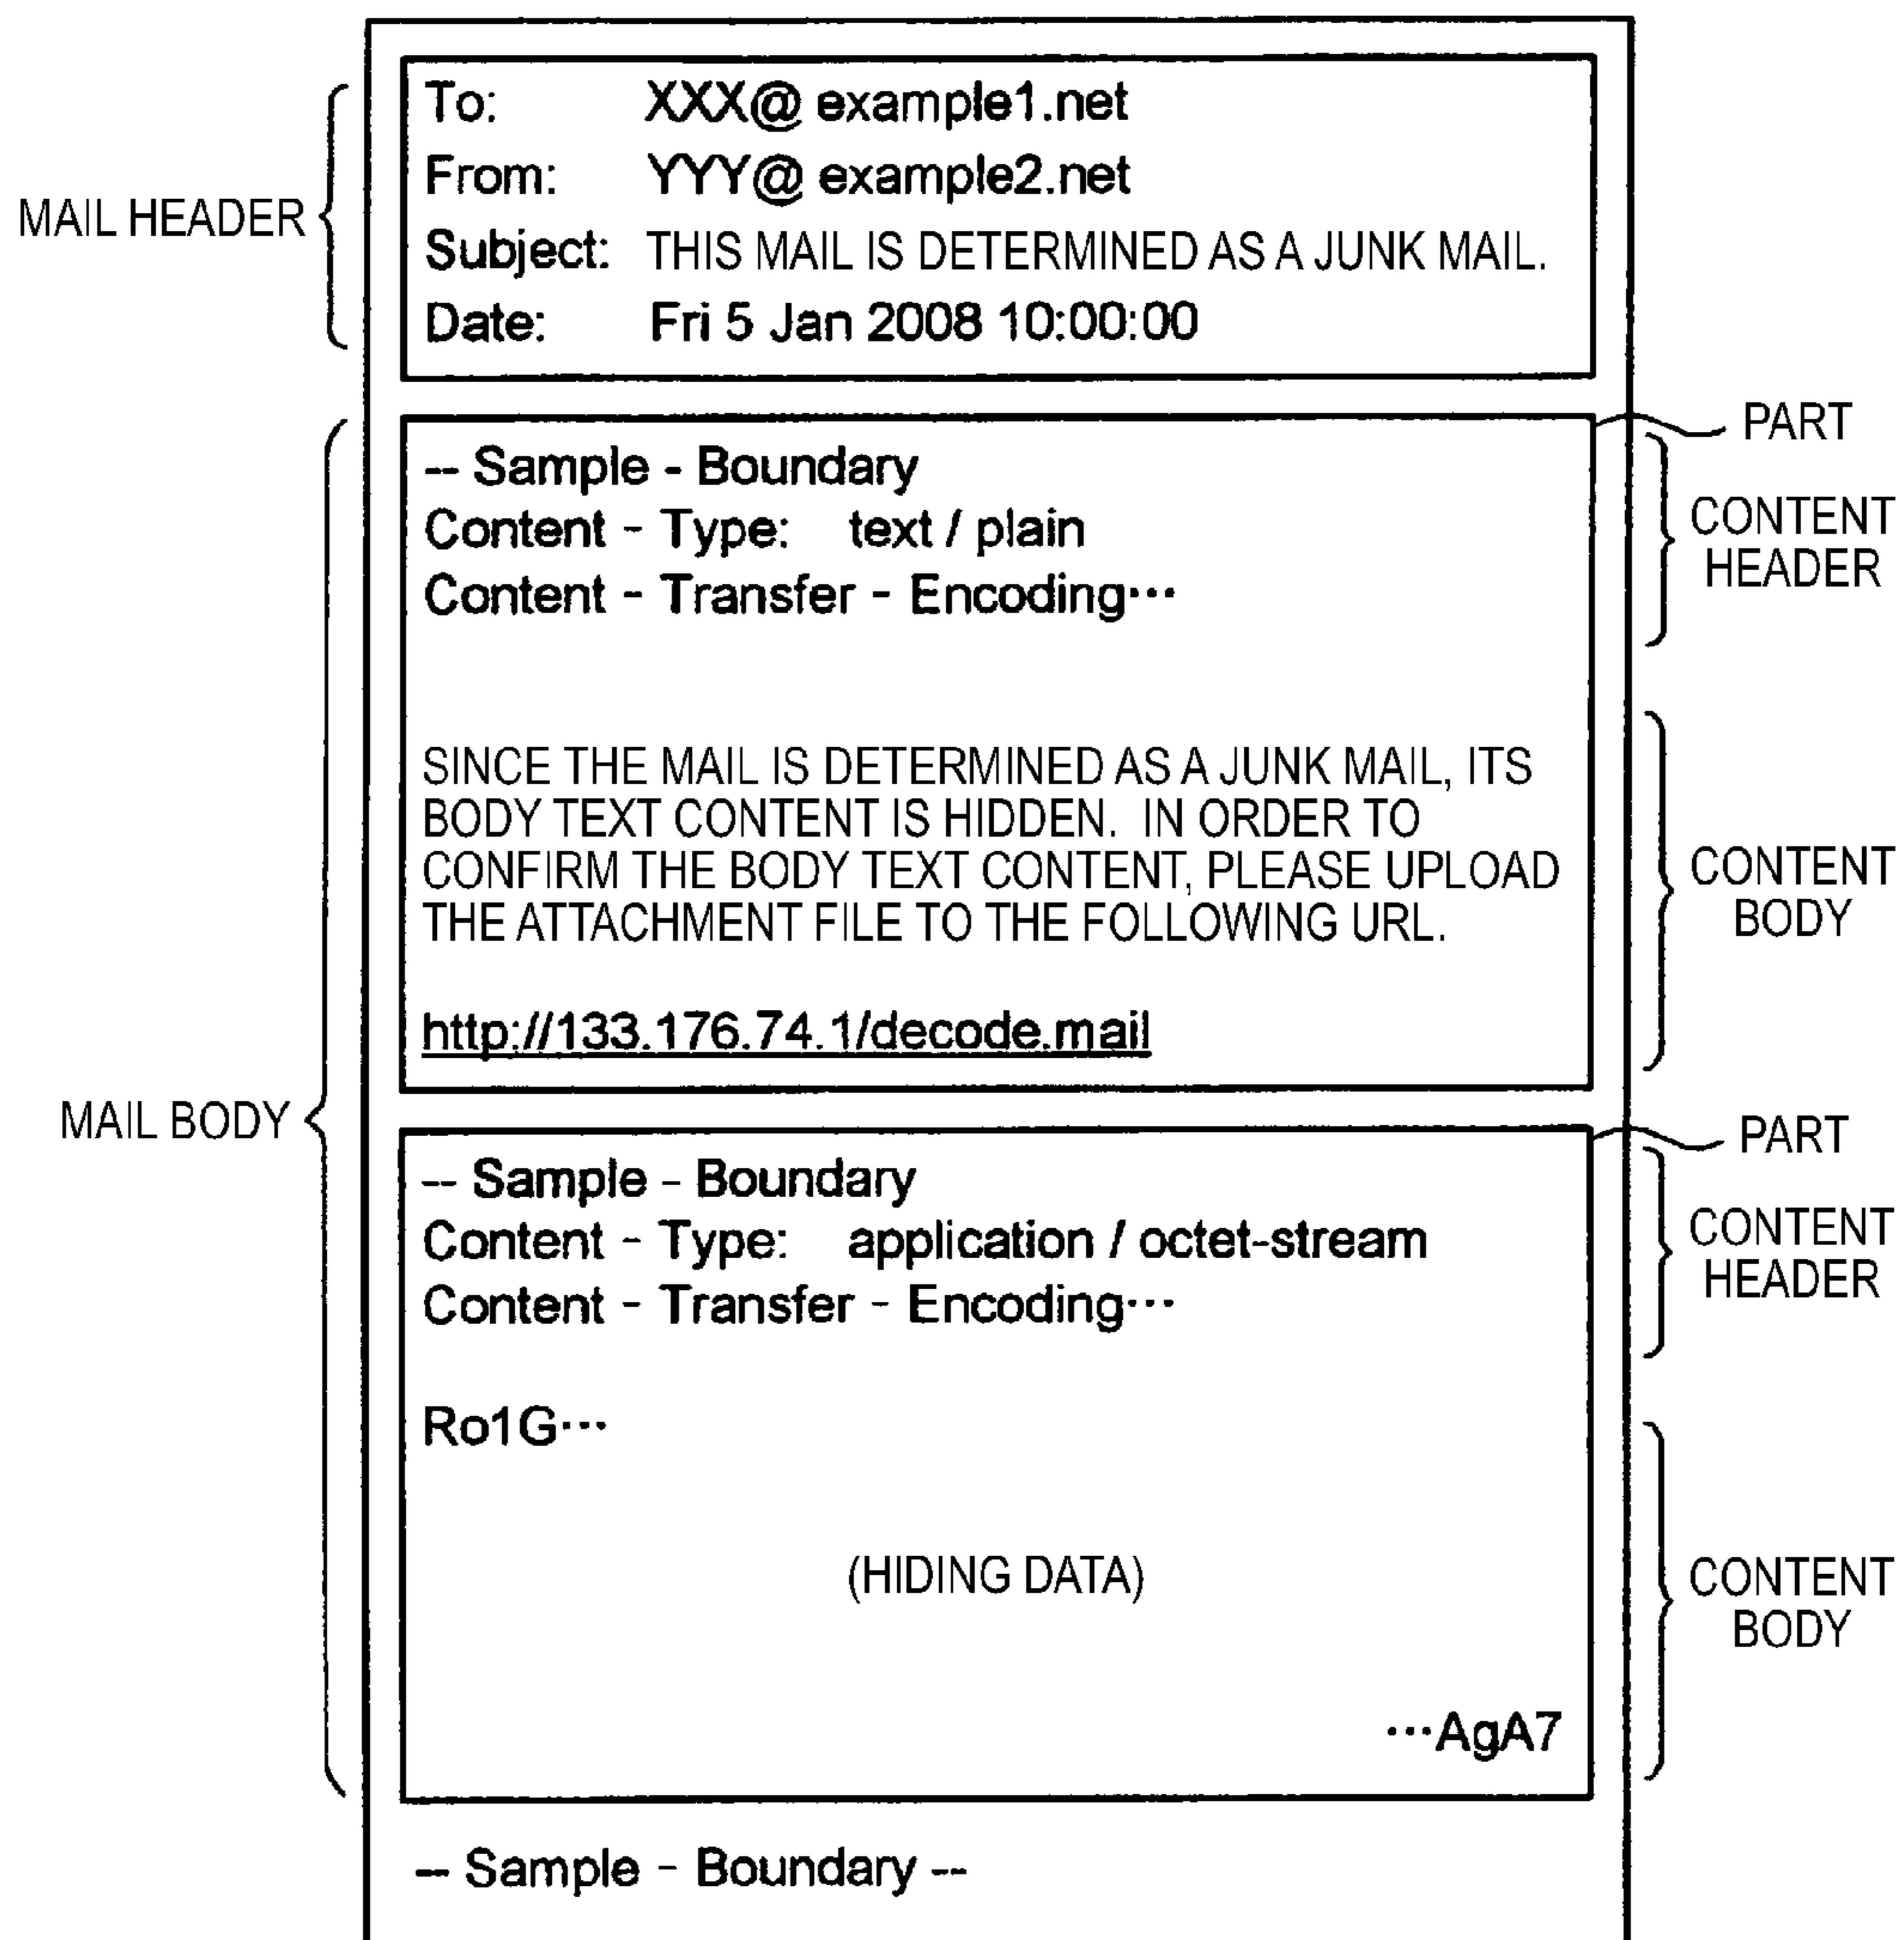 MAIL HEADER
To: XXX@ example1.net
From: YYY@ example2.net
Subject: THIS MAIL IS DETERMINED AS A JUNK MAIL.
Date: Fri 5 Jan 2008 10:00:00
PART
MAIL BODY
-- Sample - Boundary
Content - Type: text / plain
Content - Transfer - Encoding···
CONTENT
HEADER
SINCE THE MAIL IS DETERMINED AS A JUNK MAIL, ITS
BODY TEXT CONTENT IS HIDDEN. IN ORDER TO
CONFIRM THE BODY TEXT CONTENT, PLEASE UPLOAD
THE ATTACHMENT FILE TO THE FOLLOWING URL.
http://133.176.74.1/decode.mail
CONTENT
BODY
PART
-- Sample - Boundary
Content - Type: application / octet-stream
Content - Transfer - Encoding···
CONTENT
HEADER
Ro1G···
(HIDING DATA)
···AgA7
CONTENT
BODY
-- Sample - Boundary --